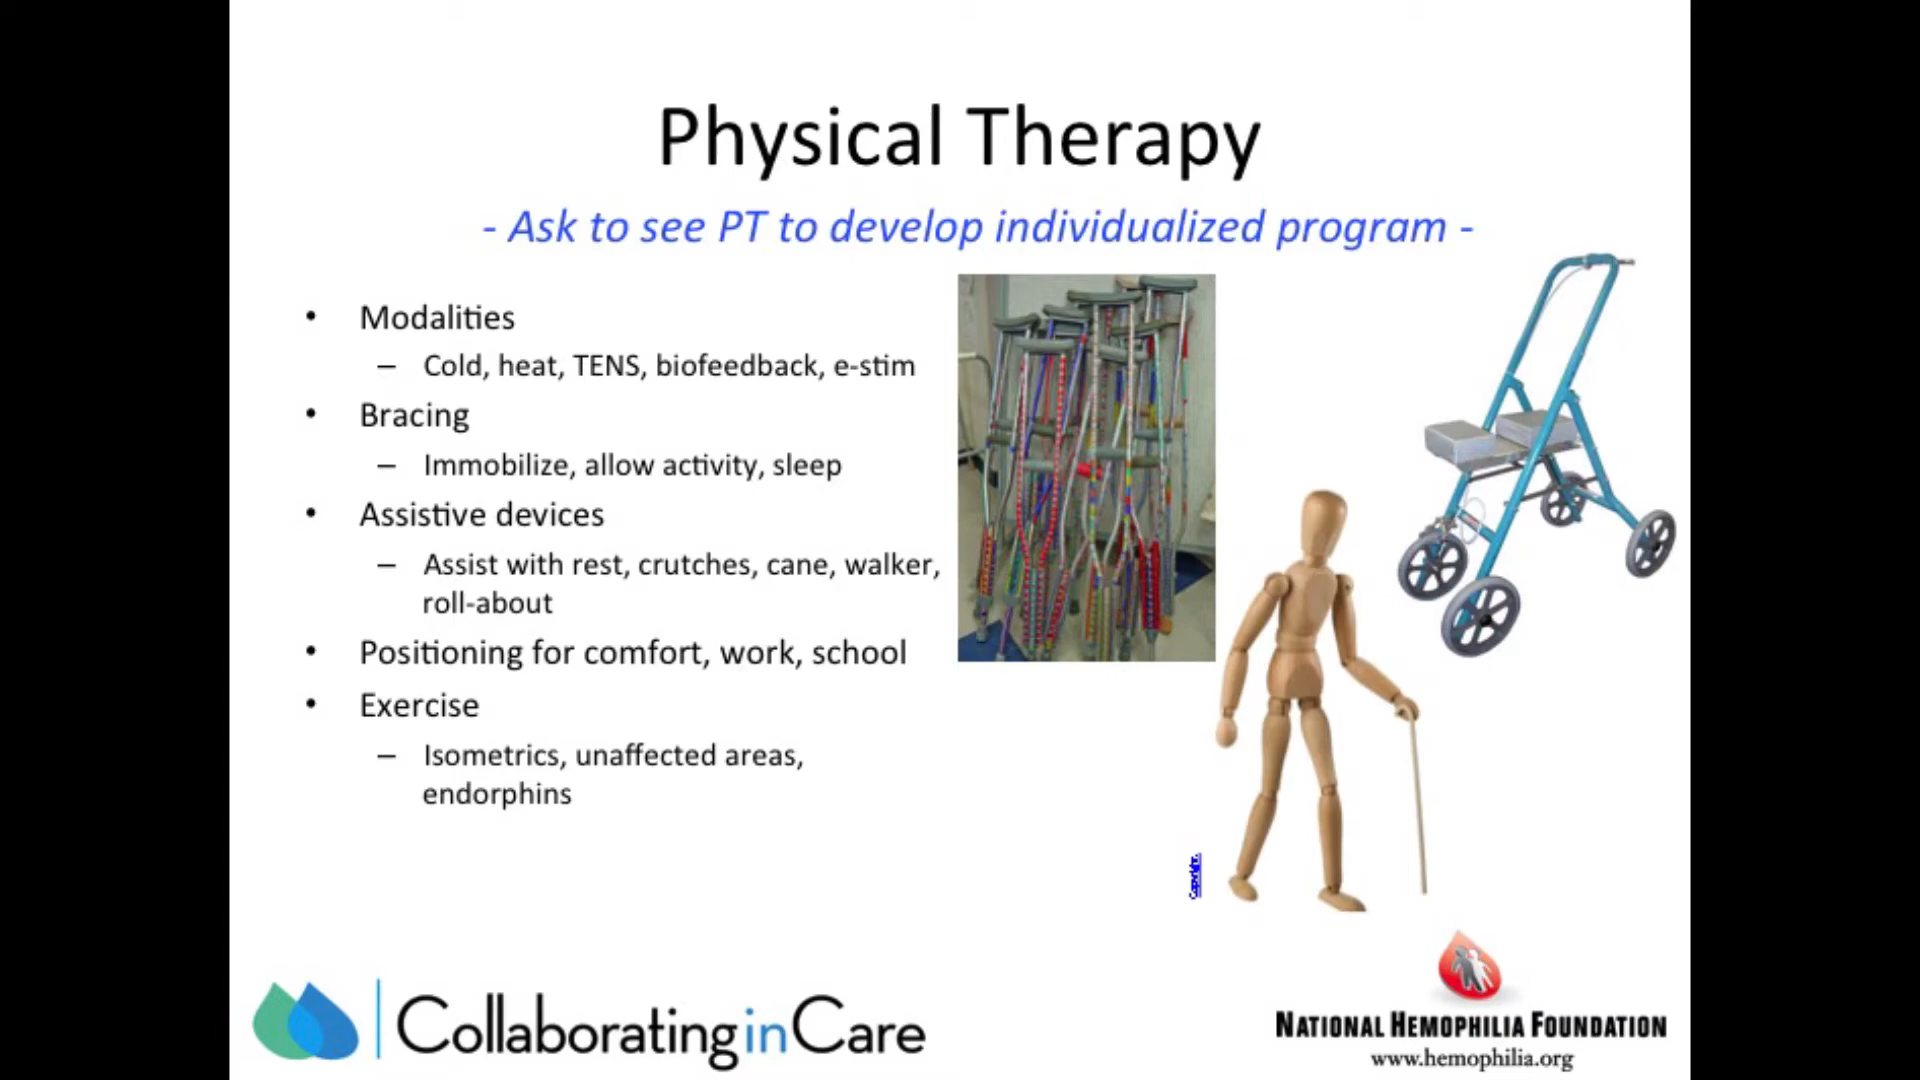 Physical Therapy
- Ask to see PT to develop individualized program -
• Modalities
– Cold, heat, TENS, biofeedback, e-stim
• Bracing
– Immobilize, allow activity, sleep
• Assistive devices
– Assist with rest, crutches, cane, walker,
roll-about
• Positioning for comfort, work, school
• Exercise
– Isometrics, unaffected areas,
endorphins
Copyright.
Collaborating in Care
NATIONAL HEMOPHILIA FOUNDATION
www.hemophilia.org